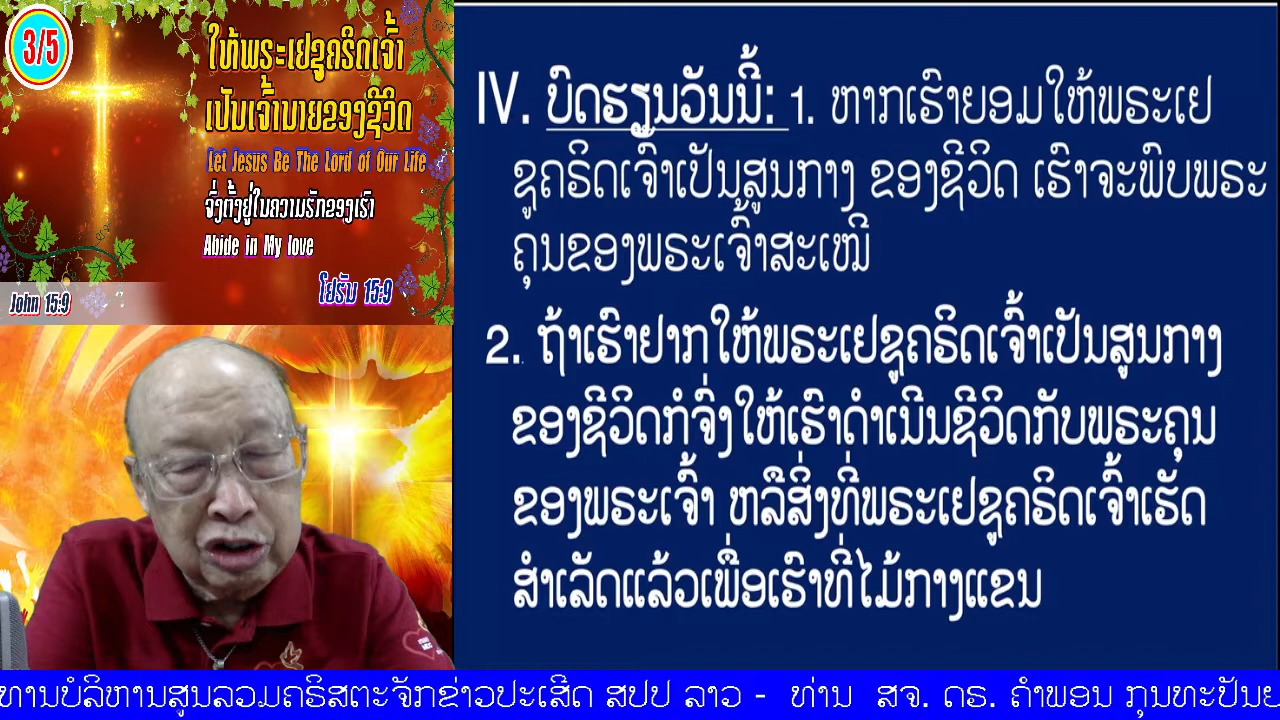 3/5
ໃຫ້ພຣະເຢຊູຄຣິດເຈົ້າ
ເປັນເຈົ້ານາຍຂອງຊີວິດ
Let Jesus Be The Lord of Our Life
ຈົ່ງຕັ້ງຢູ່ໃນຄວາມຮັກຂອງເຮົາ
Abide in My love
ໂຢຮັນ 15:9
John 15:9
IV. ບົດຮຽນວັນນີ້: 1. ຫາກເຮົາຍອມໃຫ້ພຣະເຢ
ຊູຄຣິດເຈົ້າເປັນສູນກາງ ຂອງຊີວິດ ເຮົາຈະພົບພຣະ
ຄຸນຂອງພຣະເຈົ້າສະເໝີ
2. ຖ້າເຮົາຢາກໃຫ້ພຣະເຢຊູຄຣິດເຈົ້າເປັນສູນກາງ
ຂອງຊີວິດກໍຈົ່ງໃຫ້ເຮົາດຳເນີນຊີວິດກັບພຣະຄຸນ
ຂອງພຣະເຈົ້າ ຫລືສິ່ງທີ່ພຣະເຢຊູຄຣິດເຈົ້າເຮັດ
ສຳເລັດແລ້ວເພື່ອເຮົາທີ່ໄມ້ກາງແຂນ
ທານບໍລິຫານສູນລວມຄຣິສຕະຈັກຂ່າວປະເສີດ ສປປ ລາວ - ທ່ານ ສຈ. ດຣ. ຄຳພອນ ກຸນທະປັນຍ